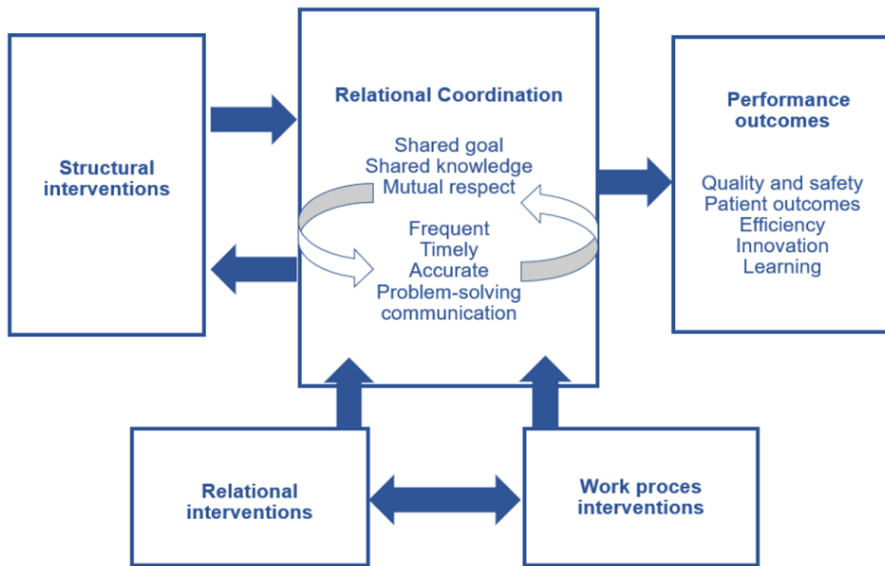 Structural
interventions
Relational Coordination
Shared goal
Shared knowledge
Mutual respect
Frequent
Timely
Accurate
Problem-solving
communication
Performance
outcomes
Quality and safety
Patient outcomes
Efficiency
Innovation
Learning
Relational
interventions
Work proces
interventions